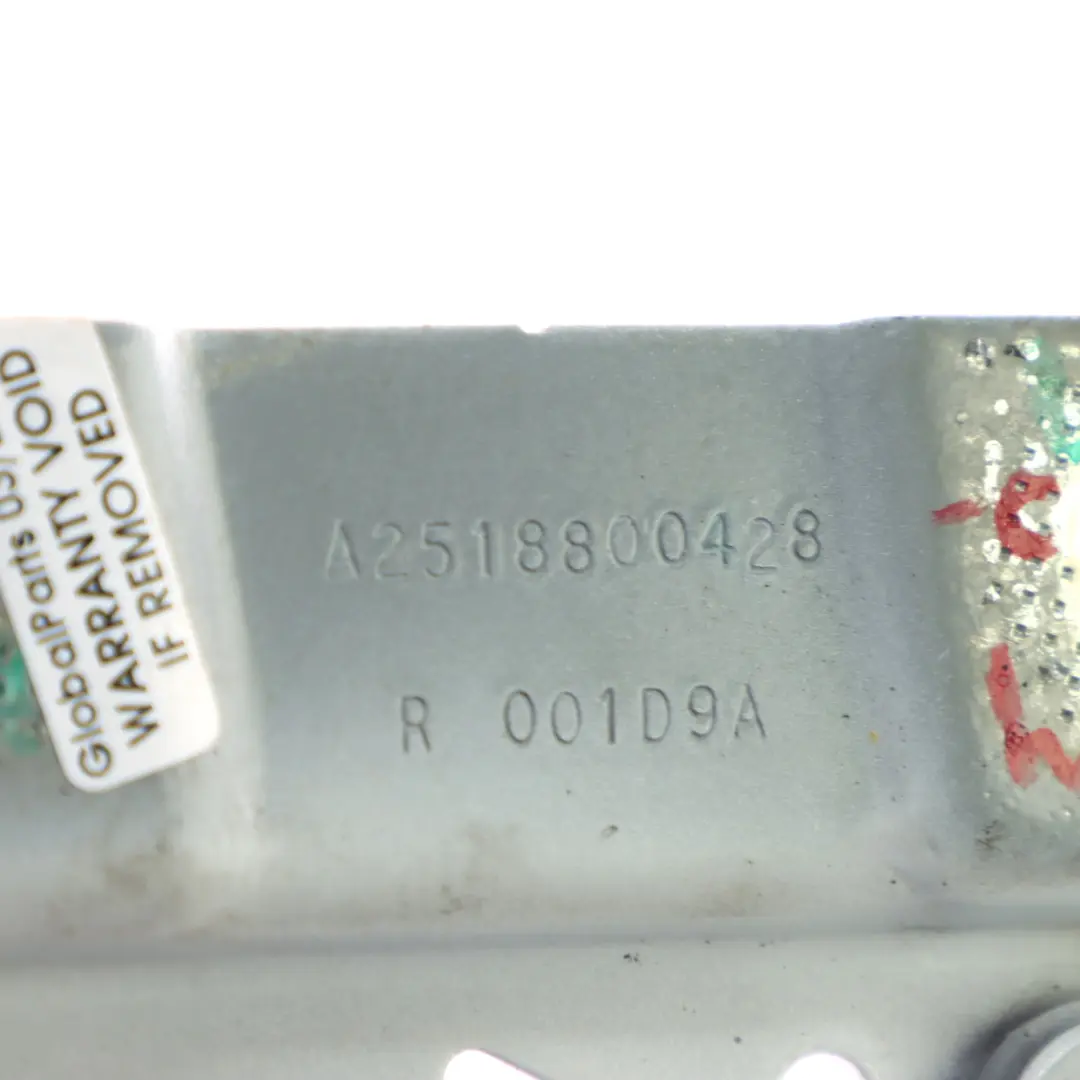 GlobalParts
WARRANTY VOID
IF REMOVED
A2518800428
R 001D9A